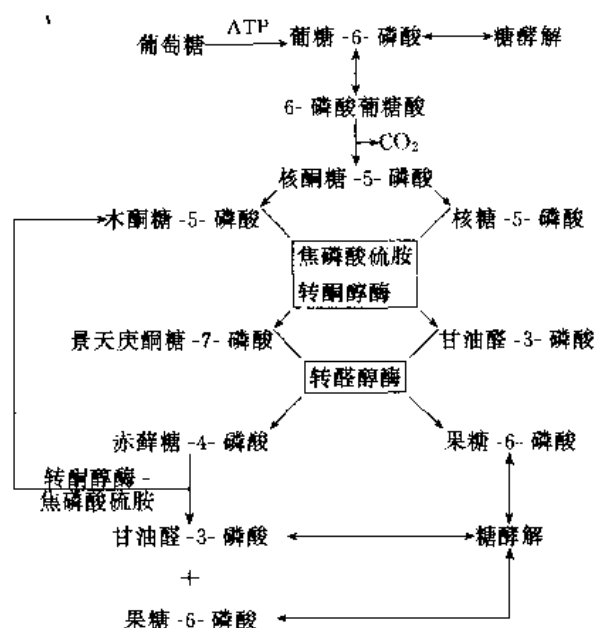 葡萄糖 ATP 葡糖-6-磷酸 糖酵解
6-磷酸葡糖酸
CO₂
核酮糖-5-磷酸
木酮糖-5-磷酸 核糖-5-磷酸
焦磷酸硫胺
转酮醇酶
景天庚酮糖-7-磷酸 甘油醛-3-磷酸
转醛醇酶
赤藓糖-4-磷酸 果糖-6-磷酸
转酮醇酶-
焦磷酸硫胺
甘油醛-3-磷酸 糖酵解
+
果糖-6-磷酸